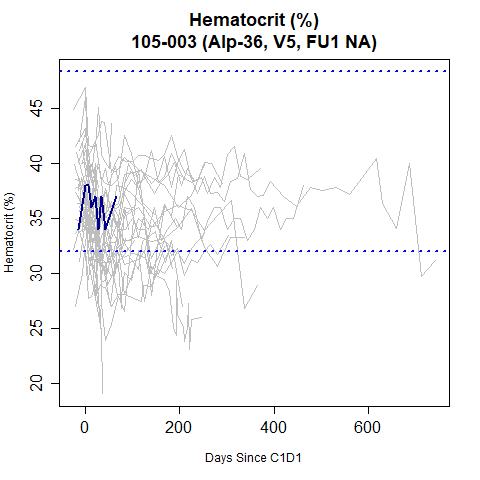 Hematocrit (%)
105-003 (Alp-36, V5, FU1 NA)
Hematocrit (%)
45
40
35
30
25
20
0 200 400 600
Days Since C1D1